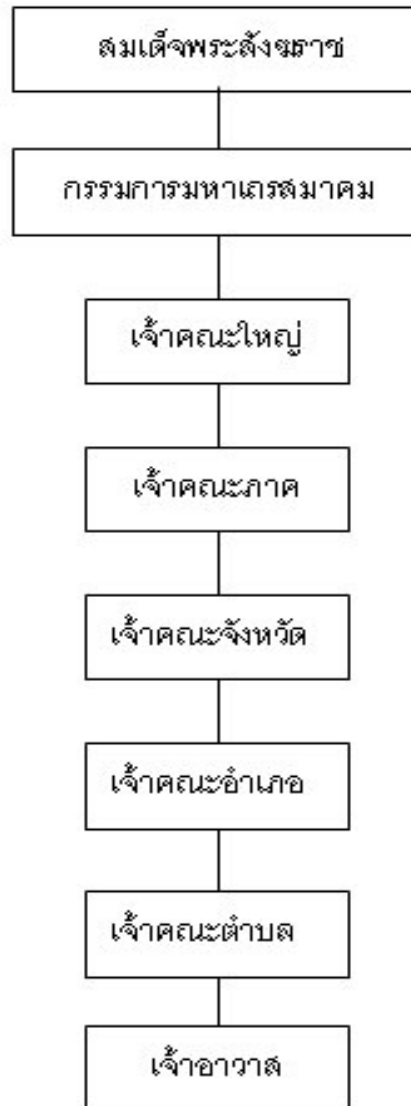 สมเด็จพระสังฆราช
กรรมการมหาเถรสมาคม
เจ้าคณะใหญ่
เจ้าคณะภาค
เจ้าคณะจังหวัด
เจ้าคณะอำเภอ
เจ้าคณะตำบล
เจ้าอาวาส